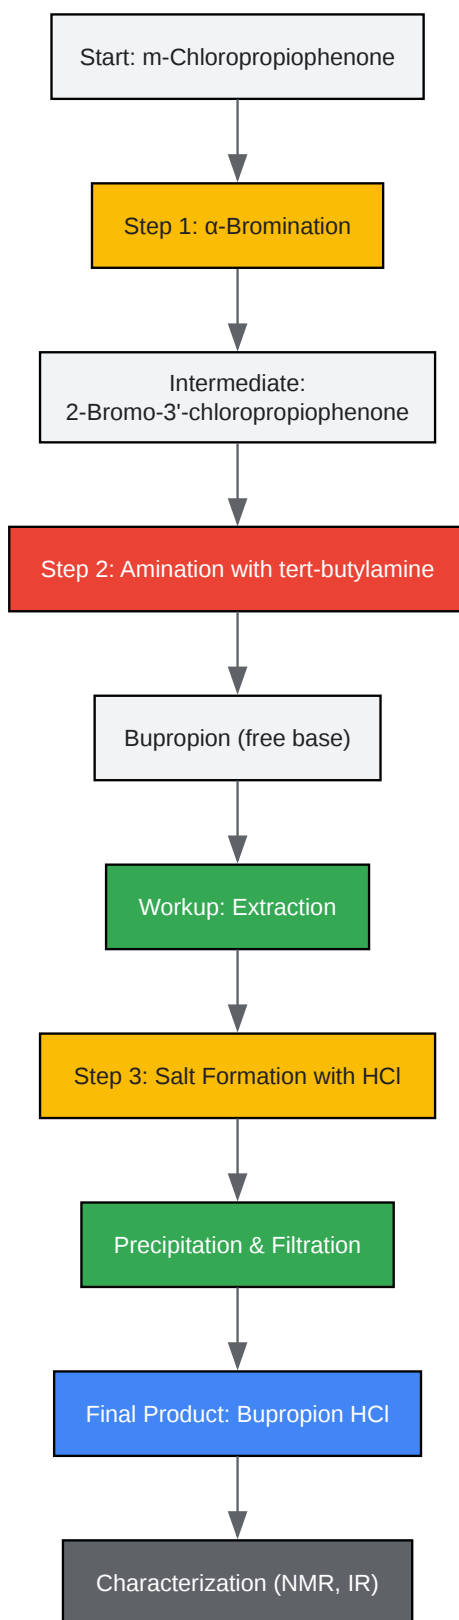 Start: m-Chloropropiophenone
Step 1: α-Bromination
Intermediate:
2-Bromo-3'-chloropropiophenone
Step 2: Amination with tert-butylamine
Bupropion (free base)
Workup: Extraction
Step 3: Salt Formation with HCl
Precipitation & Filtration
Final Product: Bupropion HCl
Characterization (NMR, IR)